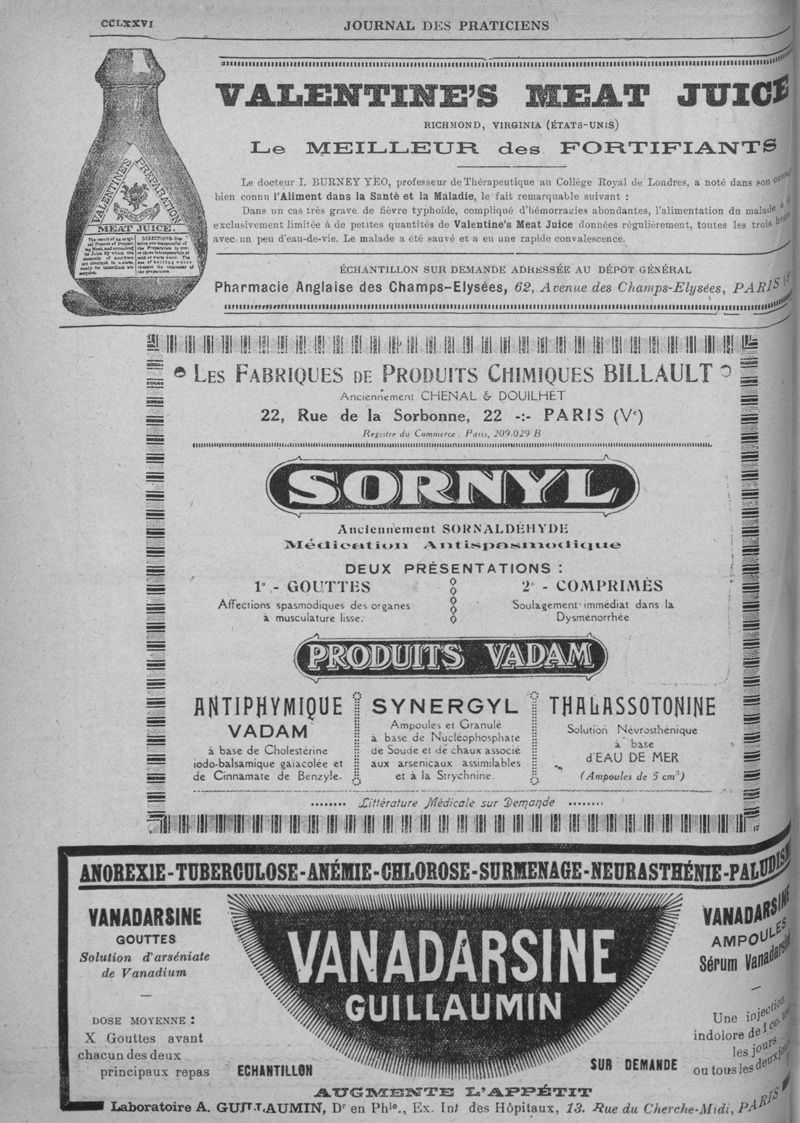 CCLXXVI
JOURNAL DES PRATICIENS
VALENTINE'S MEAT JUICE
RICHMOND, VIRGINIA (ÉTATS-UNIS)
Le MEILLEUR des FORTIFIANTS
VALENTINE'S PREPARATION
MEAT JUICE.
Le docteur I. BURNEY YÉO, professeur de Thérapeutique au Collège Royal de Londres, a noté dans son
bien connu l'Aliment dans la Santé et la Maladie, le fait remarquable suivant :
Dans un cas très grave de fièvre typhoïde, compliqué d'hémorragies abondantes, l'alimentation du malade
exclusivement limitée à de petites quantités de Valentine's Meat Juice données régulièrement, toutes les trois
avec un peu d'eau-de-vie. Le malade a été sauvé et a eu une rapide convalescence.
ÉCHANTILLON SUR DEMANDE ADRESSÉE AU DÉPOT GÉNÉRAL
Pharmacie Anglaise des Champs-Elysées, 62, Avenue des Champs-Elysées, PARIS
LES FABRIQUES DE PRODUITS CHIMIQUES BILLAULT
Anciennement CHENAL & DOUILHET
22, Rue de la Sorbonne, 22 -:- PARIS (Ve)
Registre du Commerce : Paris, 209-029 B
SORNYL
Anciennement SORNALDÉHYDE
Médication Antispasmodique
DEUX PRÉSENTATIONS :
1° - GOUTTES
Affections spasmodiques des organes
à musculature lisse.
2° - COMPRIMÉS
Soulagement immédiat dans la
Dysménorrhée
PRODUITS VADAM
ANTIPHYMIQUE
VADAM
à base de Cholestérine
iodo-balsamique gaïacolée et
de Cinnamate de Benzyle.
SYNERGYL
Ampoules et Granulé
à base de Nucléophosphate
de Soude et de chaux associé
aux arsenicaux assimilables
et à la Strychnine.
THALASSOTONINE
Solution Névrosthénique
à base
d'EAU DE MER
(Ampoules de 5 cm³)
Littérature Médicale sur Demande
ANOREXIE-TUBERCULOSE-ANÉMIE-CHLOROSE-SURMENAGE-NEURASTHÉNIE-PALUDISM
VANADARSINE
GOUTTES
Solution d'arséniate
de Vanadium
DOSE MOYENNE :
X Gouttes avant
chacun des deux
principaux repas
VANADARSINE
GUILLAUMIN
ECHANTILLON
SUR DEMANDE
VANADARSINE
AMPOULES
Sérum Vanadarsin
Une injection
indolore de 1 cc.
les jours
ou tous les deux
AUGMENTE L'APPÉTIT
Laboratoire A. GUILLAUMIN, Dr en Phie., Ex. Int des Hôpitaux, 13. Rue du Cherche-Midi, PARIS